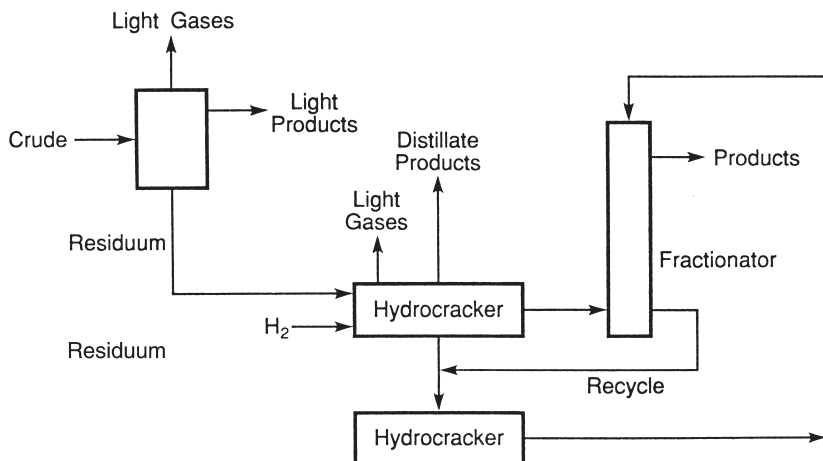 Light Gases
Light
Products
Crude
Distillate
Products
Products
Light
Gases
Residuum
Fractionator
Hydrocracker
H₂
Residuum
Recycle
Hydrocracker